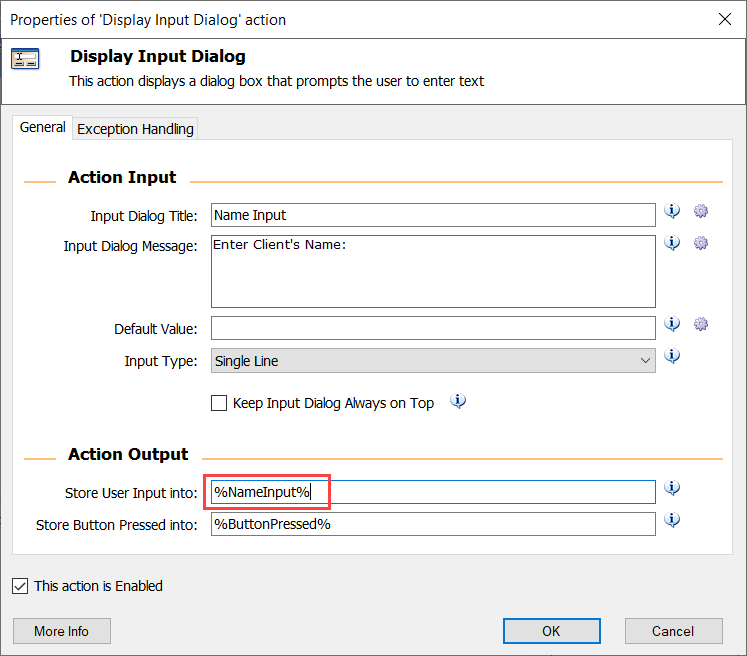 Properties of 'Display Input Dialog' action
Display Input Dialog
This action displays a dialog box that prompts the user to enter text
General
Exception Handling
Action Input
Input Dialog Title: Name Input
Input Dialog Message: Enter Client's Name:
Default Value:
Input Type: Single Line
Keep Input Dialog Always on Top
Action Output
Store User Input into: %NameInput%
Store Button Pressed into: %ButtonPressed%
This action is Enabled
More Info OK Cancel